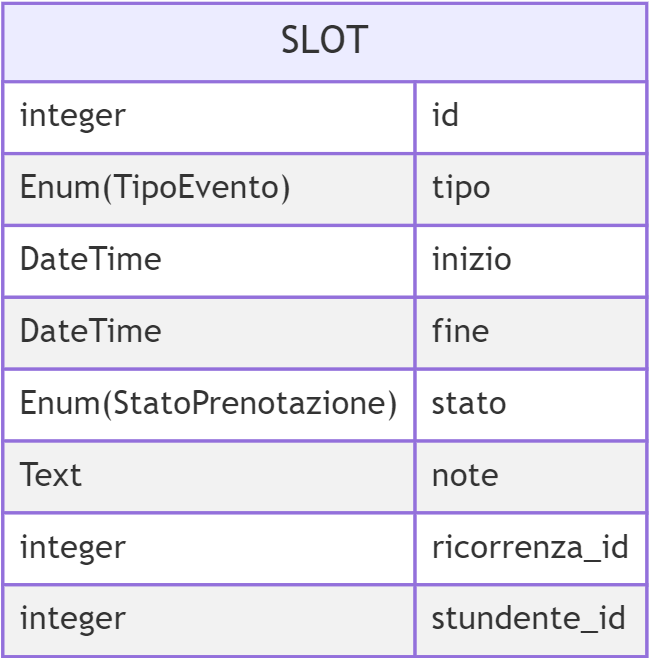 SLOT
integer id
Enum(TipoEvento) tipo
DateTime inizio
DateTime fine
Enum(StatoPrenotazione) stato
Text note
integer ricorrenza_id
integer stundente_id